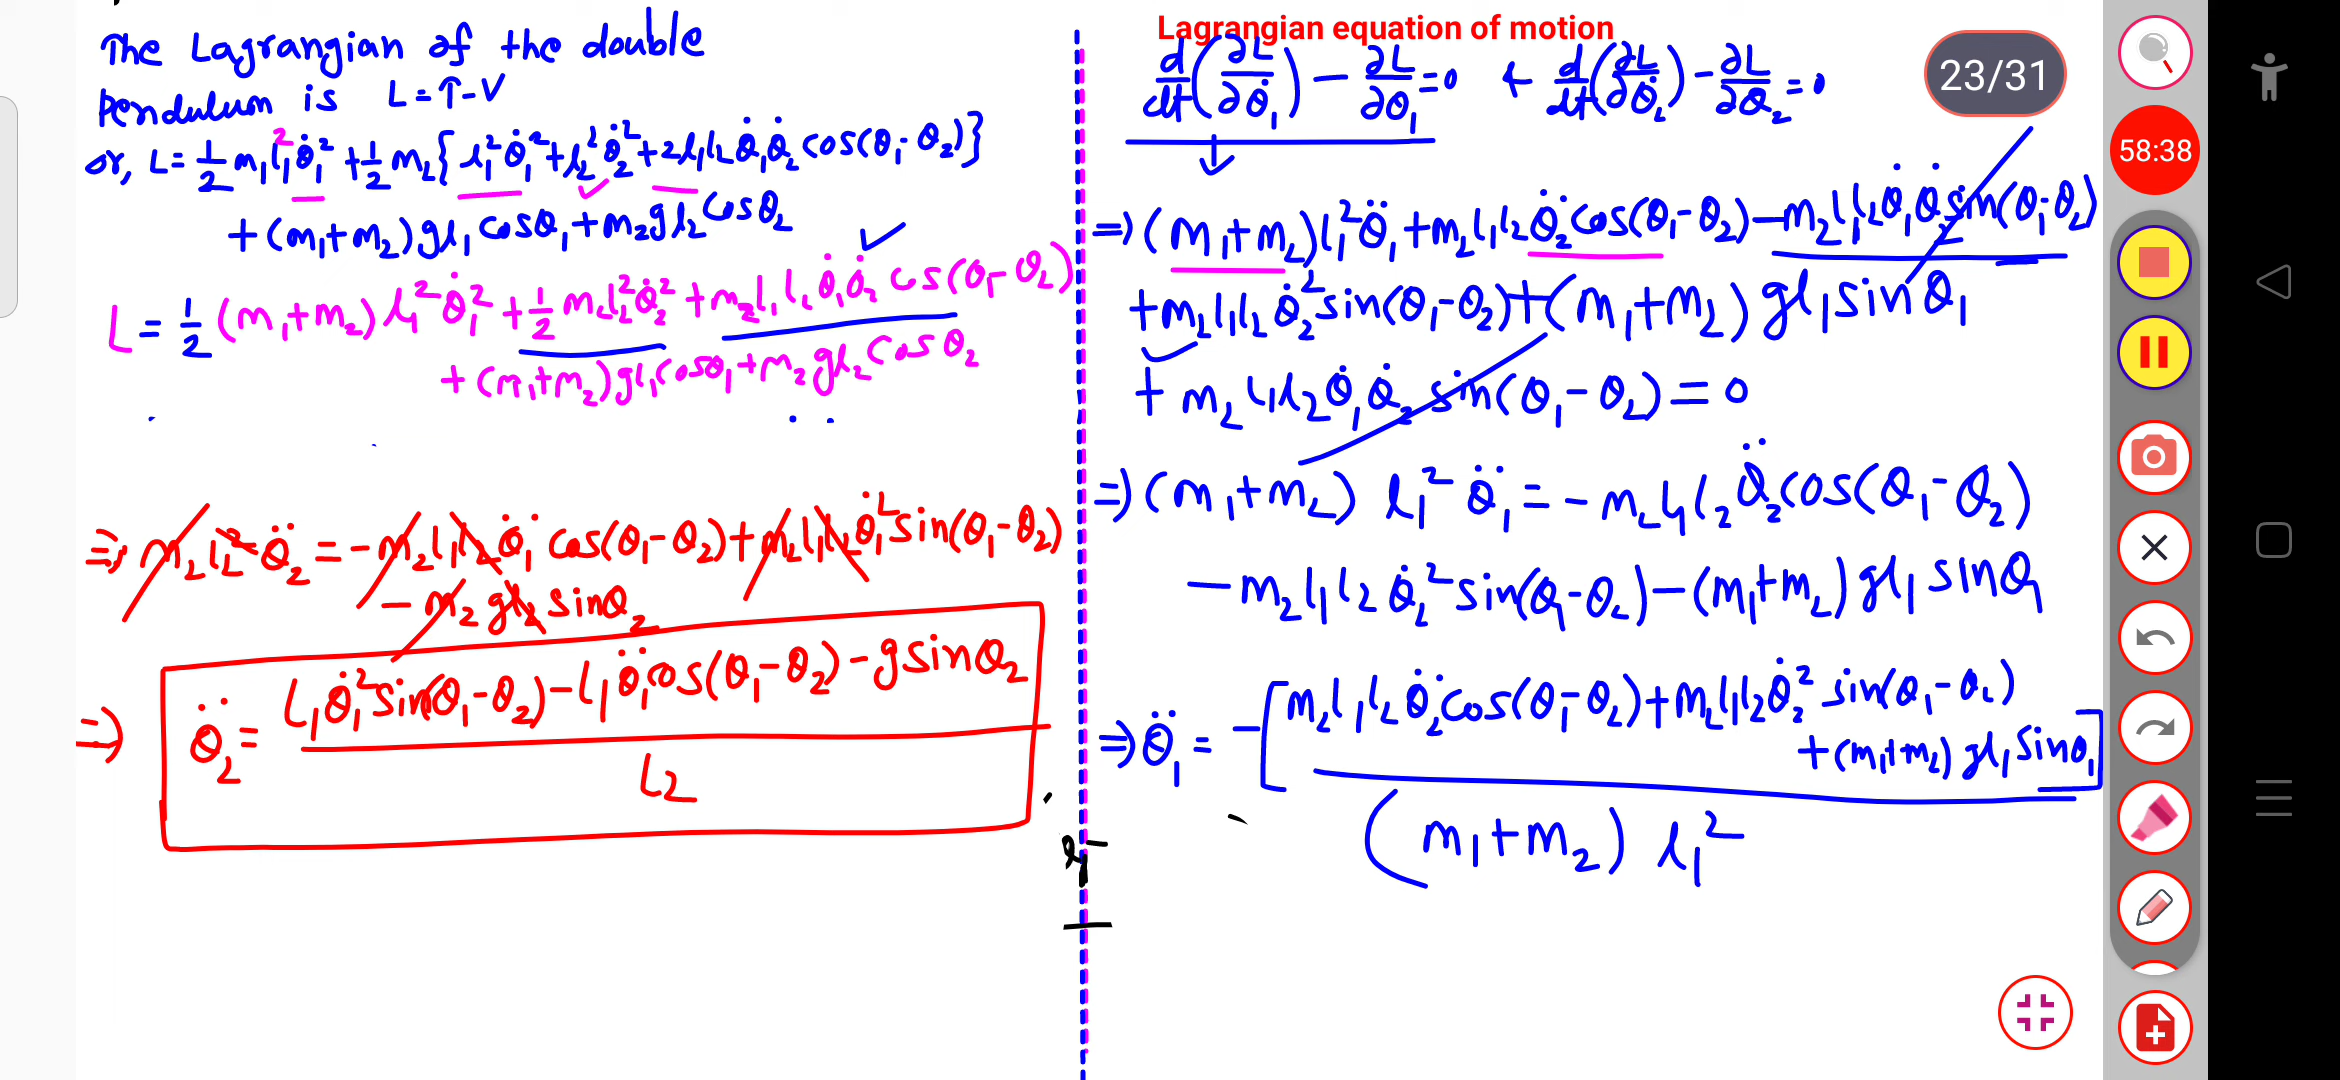 The Lagrangian of the double
Pendulum is L = T-V
or, L = 1/2 m₁l₁²θ̇₁² + 1/2 m₂{l₁²θ̇₁² + l₂²θ̇₂² + 2l₁l₂θ̇₁θ̇₂ cos(θ₁-θ₂)}
+(m₁+m₂)gl₁cosθ₁+m₂gl₂cosθ₂
L = 1/2 (m₁+m₂)l₁²θ̇₁² + 1/2 m₂l₂²θ̇₂² + m₂l₁l₂θ̇₁θ̇₂ cos(θ₁-θ₂)
+(m₁+m₂)gl₁cosθ₁+m₂gl₂cosθ₂
⇒ m₂l₂²θ̈₂ = -m₂l₁l₂θ̈₁ cos(θ₁-θ₂)+m₂l₁l₂θ̇₁²sin(θ₁-θ₂)
- m₂gl₂ sinθ₂
⇒ θ̈₂ = l₁θ̇₁²sin(θ₁-θ₂)-l₁θ̈₁cos(θ₁-θ₂)-gsinθ₂
l₂
Lagrangian equation of motion
d/dt(∂L/∂θ̇₁) - ∂L/∂θ₁ = 0 & d/dt(∂L/∂θ̇₂) - ∂L/∂θ₂ = 0
⇒(m₁+m₂)l₁²θ̈₁+m₂l₁l₂θ̈₂cos(θ₁-θ₂)-m₂l₁l₂θ̇₁θ̇₂sin(θ₁-θ₂)
+m₂l₁l₂θ̇₂²sin(θ₁-θ₂)+(m₁+m₂)gl₁sinθ₁
+m₂l₁l₂θ̇₁θ̇₂ sin(θ₁-θ₂)=0
⇒(m₁+m₂) l₁²θ̈₁ = -m₂l₁l₂θ̈₂cos(θ₁-θ₂)
-m₂l₁l₂θ̇₂²sin(θ₁-θ₂)-(m₁+m₂)gl₁sinθ₁
⇒θ̈₁ = -[m₂l₁l₂θ̈₂cos(θ₁-θ₂)+m₂l₁l₂θ̇₂² sin(θ₁-θ₂)
+(m₁+m₂)gl₁sinθ₁]
(m₁+m₂) l₁²
23/31
58:38